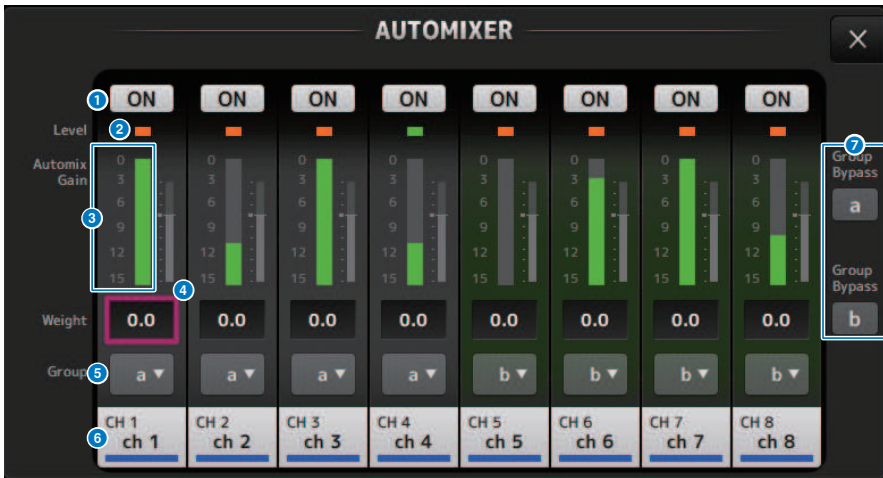 AUTOMIXER
×
1 ON ON ON ON ON ON ON ON
Level 2
7
Automix Gain
0 0 0 0 0 0 0 0
3 3 3 3 3 3 3 3
6 6 6 6 6 6 6 6
3
9 9 9 9 9 9 9 9
12 12 12 12 12 12 12 12
15 15 15 15 15 15 15 15
Group
Bypass
a
Group
Bypass
b
4
Weight 0.0 0.0 0.0 0.0 0.0 0.0 0.0 0.0
Group 5 a ▼ a ▼ a ▼ a ▼ b ▼ b ▼ b ▼ b ▼
CH 1 CH 2 CH 3 CH 4 CH 5 CH 6 CH 7 CH 8
6 ch 1 ch 2 ch 3 ch 4 ch 5 ch 6 ch 7 ch 8